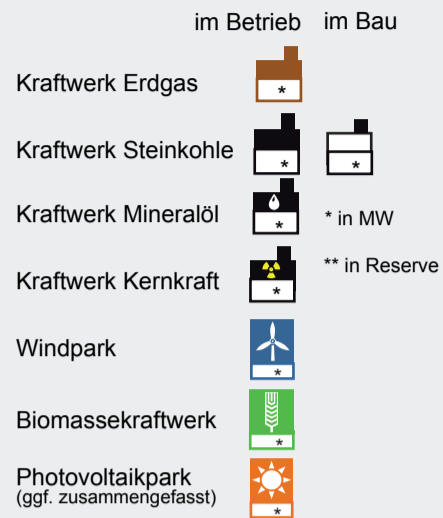 im Betrieb im Bau
Kraftwerk Erdgas *
Kraftwerk Steinkohle * *
Kraftwerk Mineralöl * * in MW
** in Reserve
Kraftwerk Kernkraft *
Windpark *
Biomassekraftwerk *
Photovoltaikpark
(ggf. zusammengefasst) *